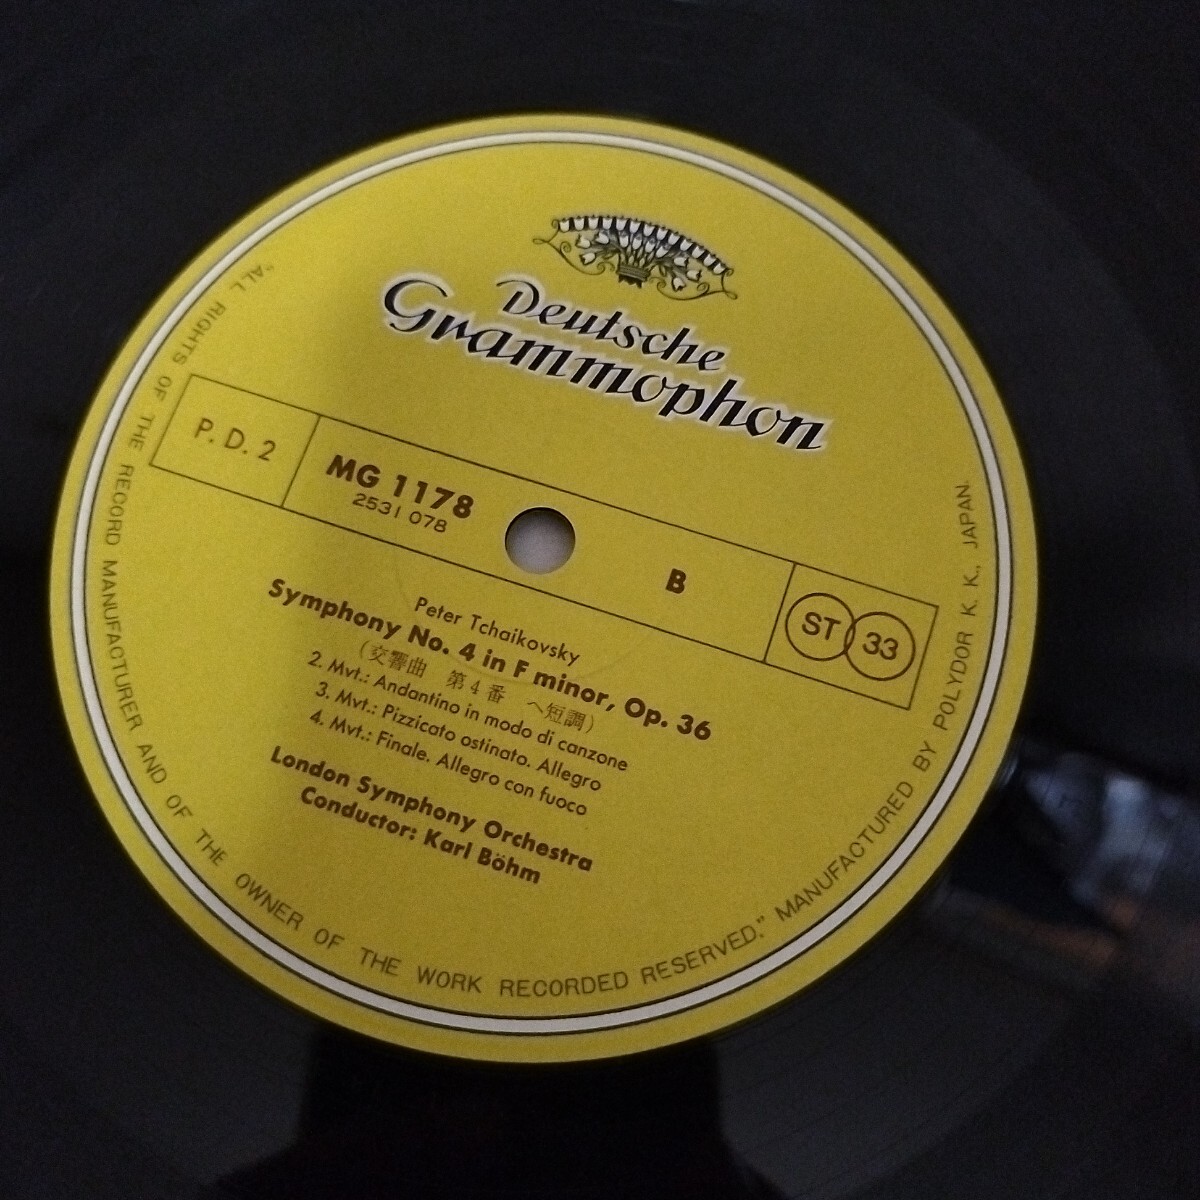 Deutsche
Grammophon
P. D. 2
MG 1178
2531 078
B
ST 33
Peter Tchaikovsky
Symphony No. 4 in F minor, Op. 36
(交響曲 第4番 ヘ短調)
2. Mvt.: Andantino in modo di canzone
3. Mvt.: Pizzicato ostinato. Allegro
4. Mvt.: Finale. Allegro con fuoco
London Symphony Orchestra
Conductor: Karl Böhm
"ALL RIGHTS OF THE RECORD MANUFACTURER AND OF THE OWNER OF THE WORK RECORDED RESERVED." MANUFACTURED BY POLYDOR K. K., JAPAN.